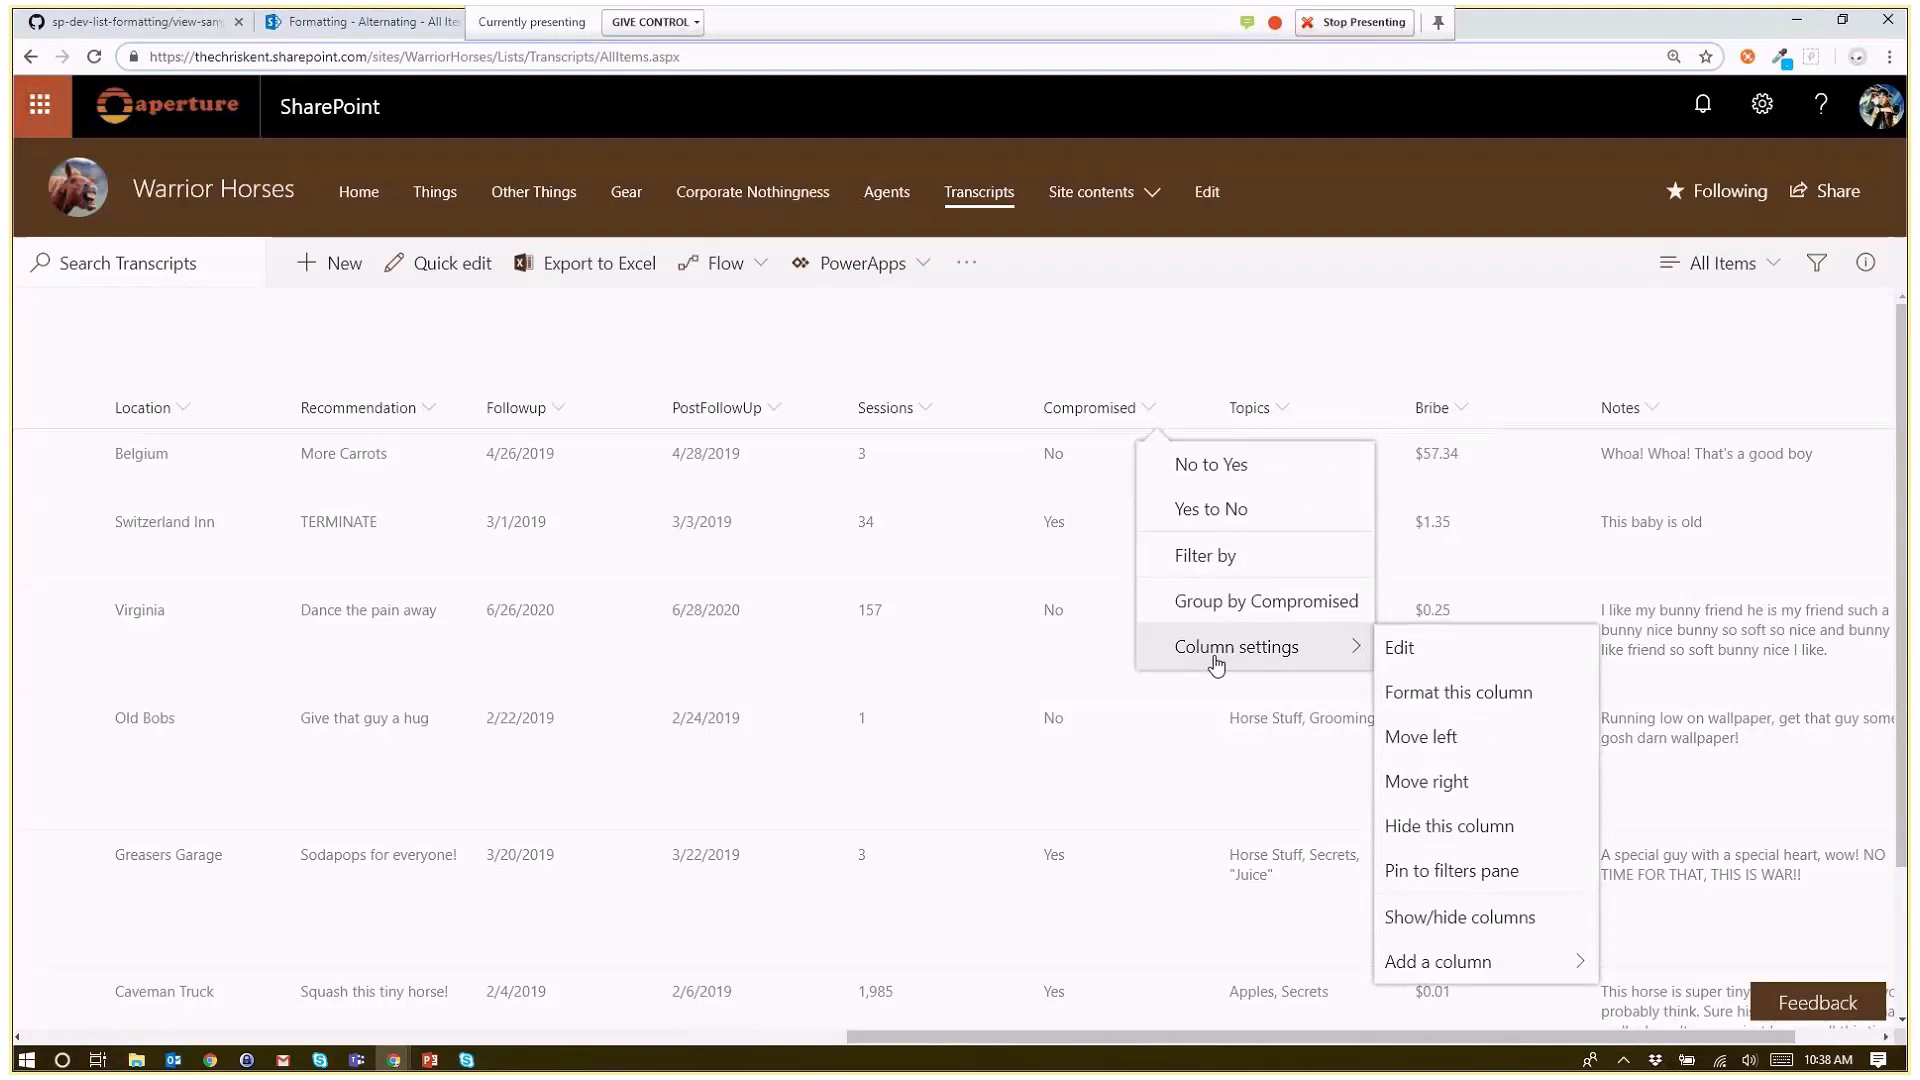 sp-dev-list-formatting/view-sam
Formatting - Alternating - All Ite
Currently presenting
GIVE CONTROL
Stop Presenting
https://thechriskent.sharepoint.com/sites/WarriorHorses/Lists/Transcripts/AllItems.aspx
aperture
SharePoint
Warrior Horses
Home Things Other Things Gear Corporate Nothingness Agents Transcripts Site contents Edit
Following Share
Search Transcripts
New Quick edit Export to Excel Flow PowerApps ...
All Items
Location Recommendation Followup PostFollowUp Sessions Compromised Topics Bribe Notes
Belgium More Carrots 4/26/2019 4/28/2019 3 No $57.34 Whoa! Whoa! That's a good boy
Switzerland Inn TERMINATE 3/1/2019 3/3/2019 34 Yes $1.35 This baby is old
Virginia Dance the pain away 6/26/2020 6/28/2020 157 No $0.25 I like my bunny friend he is my friend such a
bunny nice bunny so soft so nice and bunny
like friend so soft bunny nice I like.
Old Bobs Give that guy a hug 2/22/2019 2/24/2019 1 No Horse Stuff, Grooming Running low on wallpaper, get that guy some
gosh darn wallpaper!
Greasers Garage Sodapops for everyone! 3/20/2019 3/22/2019 3 Yes Horse Stuff, Secrets, A special guy with a special heart, wow! NO
"Juice" TIME FOR THAT, THIS IS WAR!!
Caveman Truck Squash this tiny horse! 2/4/2019 2/6/2019 1,985 Yes Apples, Secrets $0.01 This horse is super tiny
probably think. Sure hi
No to Yes
Yes to No
Filter by
Group by Compromised
Column settings
Edit
Format this column
Move left
Move right
Hide this column
Pin to filters pane
Show/hide columns
Add a column
Feedback
10:38 AM